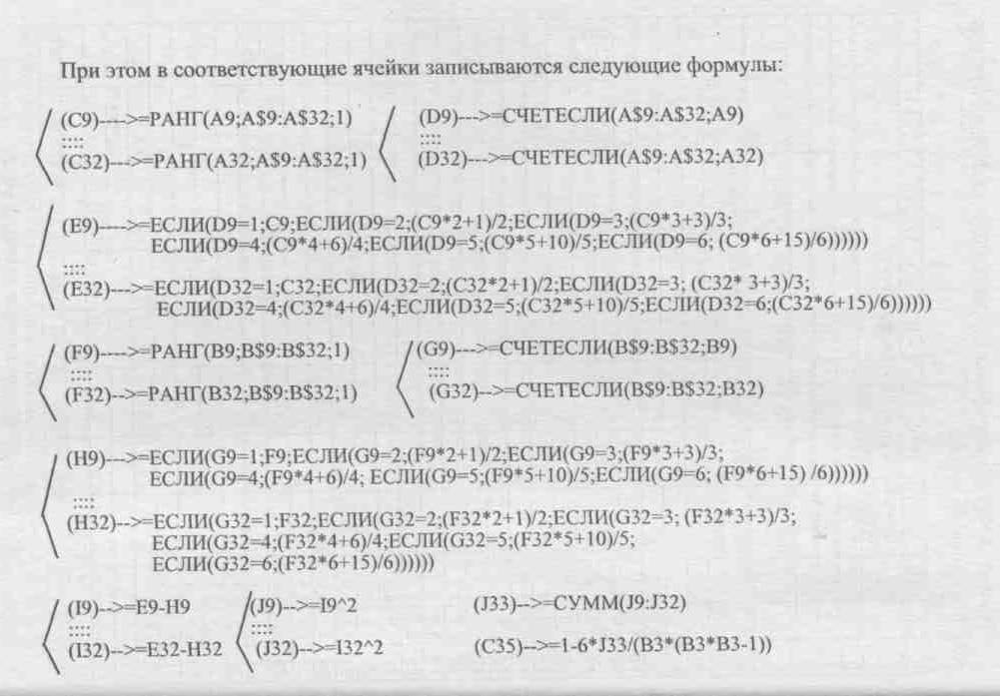 При этом в соответствующие ячейки записываются следующие формулы:
(C9)---->=РАНГ(A9;A$9:A$32;1) (D9)--->=СЧЕТЕСЛИ(A$9:A$32;A9)
:::: ::::
(C32)--->=РАНГ(A32;A$9:A$32;1) (D32)--->=СЧЕТЕСЛИ(A$9:A$32;A32)
(E9)---->=ЕСЛИ(D9=1;C9;ЕСЛИ(D9=2;(C9*2+1)/2;ЕСЛИ(D9=3;(C9*3+3)/3;
ЕСЛИ(D9=4;(C9*4+6)/4;ЕСЛИ(D9=5;(C9*5+10)/5;ЕСЛИ(D9=6; (C9*6+15)/6))))))
::::
(E32)--->=ЕСЛИ(D32=1;C32;ЕСЛИ(D32=2;(C32*2+1)/2;ЕСЛИ(D32=3; (C32* 3+3)/3;
ЕСЛИ(D32=4;(C32*4+6)/4;ЕСЛИ(D32=5;(C32*5+10)/5;ЕСЛИ(D32=6;(C32*6+15)/6))))))
(F9)---->=РАНГ(B9;B$9:B$32;1) (G9)--->=СЧЕТЕСЛИ(B$9:B$32;B9)
:::: ::::
(F32)-->=РАНГ(B32;B$9:B$32;1) (G32)-->=СЧЕТЕСЛИ(B$9:B$32;B32)
(H9)--->=ЕСЛИ(G9=1;F9;ЕСЛИ(G9=2;(F9*2+1)/2;ЕСЛИ(G9=3;(F9*3+3)/3;
ЕСЛИ(G9=4;(F9*4+6)/4; ЕСЛИ(G9=5;(F9*5+10)/5;ЕСЛИ(G9=6; (F9*6+15) /6))))))
::::
(H32)-->=ЕСЛИ(G32=1;F32;ЕСЛИ(G32=2;(F32*2+1)/2;ЕСЛИ(G32=3; (F32*3+3)/3;
ЕСЛИ(G32=4;(F32*4+6)/4;ЕСЛИ(G32=5;(F32*5+10)/5;
ЕСЛИ(G32=6;(F32*6+15)/6))))))
(I9)-->=E9-H9 (J9)-->=I9^2 (J33)-->=СУММ(J9:J32)
:::: ::::
(I32)-->=E32-H32 (J32)-->=I32^2 (C35)-->=1-6*J33/(B3*(B3*B3-1))